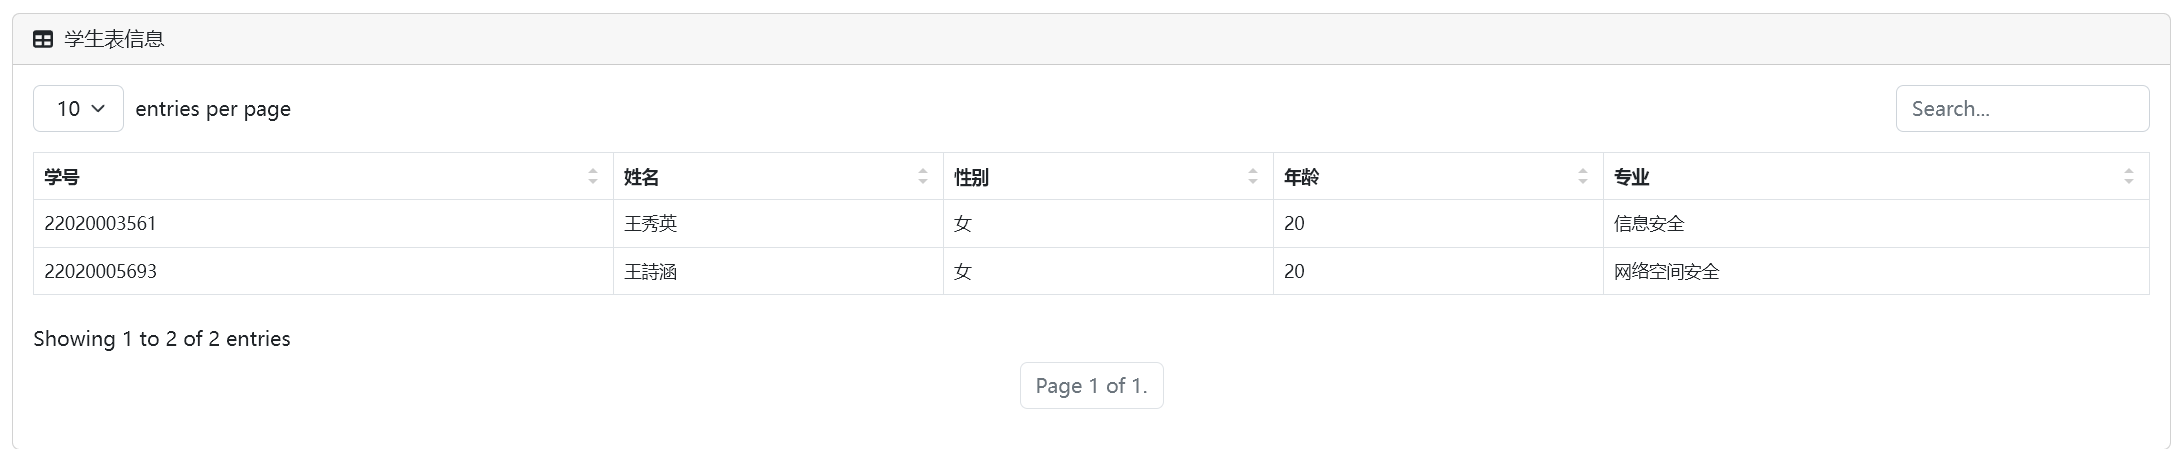 学生表信息
10 entries per page Search...
学号 姓名 性别 年龄 专业
22020003561 王秀英 女 20 信息安全
22020005693 王詩涵 女 20 网络空间安全
Showing 1 to 2 of 2 entries
Page 1 of 1.